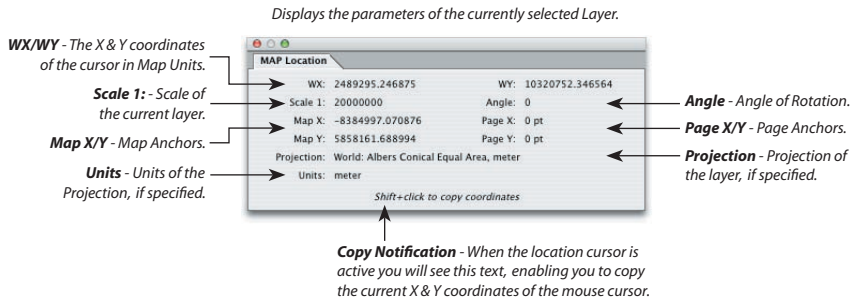 Displays the parameters of the currently selected Layer.
WX/WY - The X & Y coordinates
of the cursor in Map Units.
Scale 1: - Scale of
the current layer.
Map X/Y - Map Anchors.
Units - Units of the
Projection, if specified.
MAP Location
WX: 2489295.246875 WY: 10320752.346564
Scale 1: 20000000 Angle: 0
Map X: -8384997.070876 Page X: 0 pt
Map Y: 5858161.688994 Page Y: 0 pt
Projection: World: Albers Conical Equal Area, meter
Units: meter
Shift+click to copy coordinates
Angle - Angle of Rotation.
Page X/Y - Page Anchors.
Projection - Projection of
the layer, if specified.
Copy Notification - When the location cursor is
active you will see this text, enabling you to copy
the current X & Y coordinates of the mouse cursor.